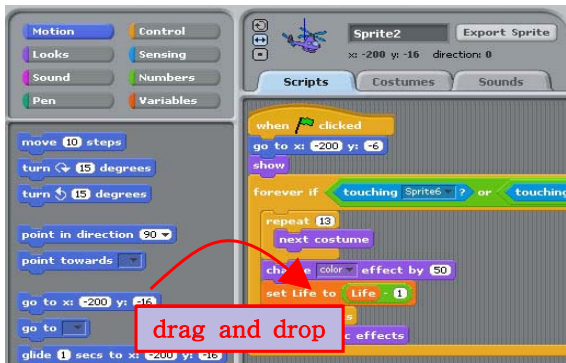 Motion
Control
Looks
Sensing
Sound
Numbers
Pen
Variables
move 10 steps
turn 15 degrees
turn 15 degrees
point in direction 90
point towards
go to x: -200 y: -16
go to
glide 1 secs to x: -200 y: -16
Sprite2
Export Sprite
x: -200 y: -16 direction: 0
Scripts
Costumes
Sounds
when clicked
go to x: -200 y: -6
show
forever if touching Sprite6 ? or touching
repeat 13
next costume
color effect by 50
set Life to Life - 1
effects
drag and drop